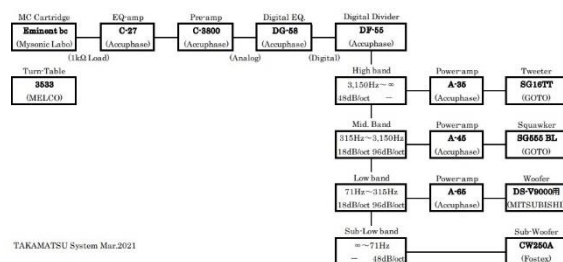 MC Cartridge EQ-amp Pre-amp Digital EQ. Digital Divider
Eminent bc C-27 C-3800 DG-58 DF-55
(Mysonic Labo) (Accuphase) (Accuphase) (Accuphase) (Accuphase)
(1kΩ Load) (Analog) (Digital)
Turn-Table High band Power-amp Tweeter
3533 3,150Hz~∞ A-35 SG16TT
(MELCO) 48dB/oct — (Accuphase) (GOTO)
Mid. Band Power-amp Squawker
315Hz~3,150Hz A-45 SG555 BL
18dB/oct 96dB/oct (Accuphase) (GOTO)
Low band Power-amp Woofer
71Hz~315Hz A-65 DS-V9000用
18dB/oct 96dB/oct (Accuphase) (MITSUBISHI)
Sub-Low band Sub-Woofer
∞~71Hz CW250A
— 48dB/oct (Fostex)
TAKAMATSU System Mar.2021